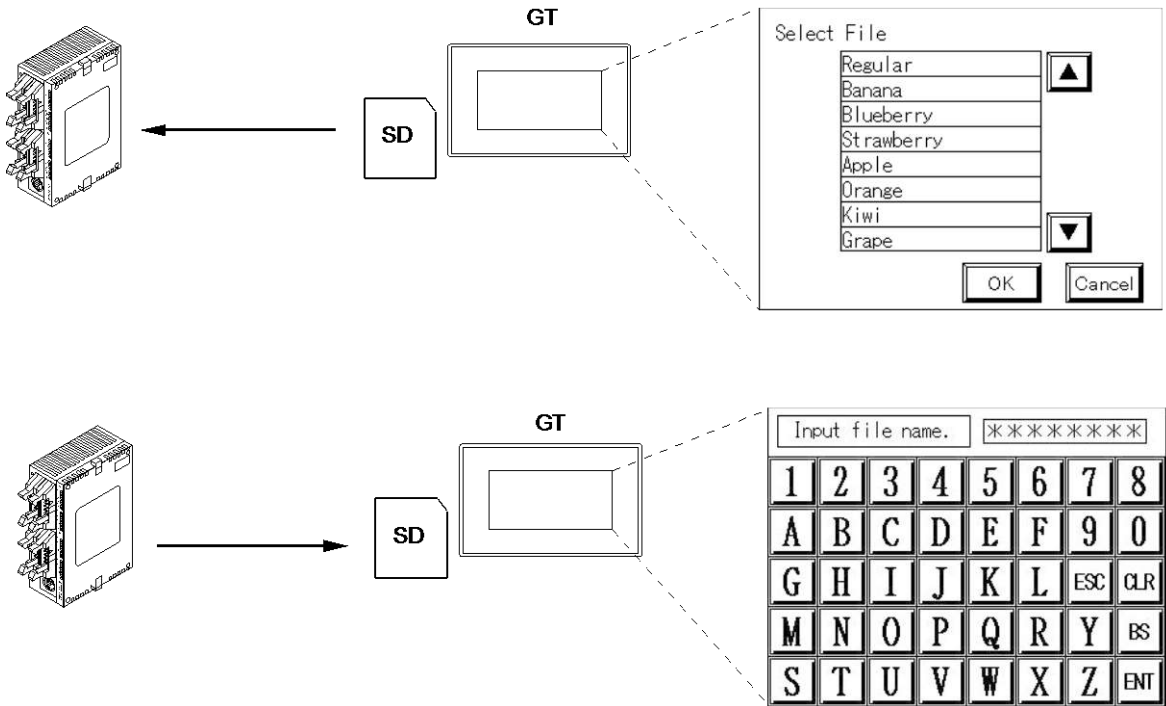 GT
SD
Select File
Regular
Banana
Blueberry
Strawberry
Apple
Orange
Kiwi
Grape
▲
▼
OK Cancel
GT
SD
Input file name. ********
1 2 3 4 5 6 7 8
A B C D E F 9 0
G H I J K L ESC CLR
M N O P Q R Y BS
S T U V W X Z ENT